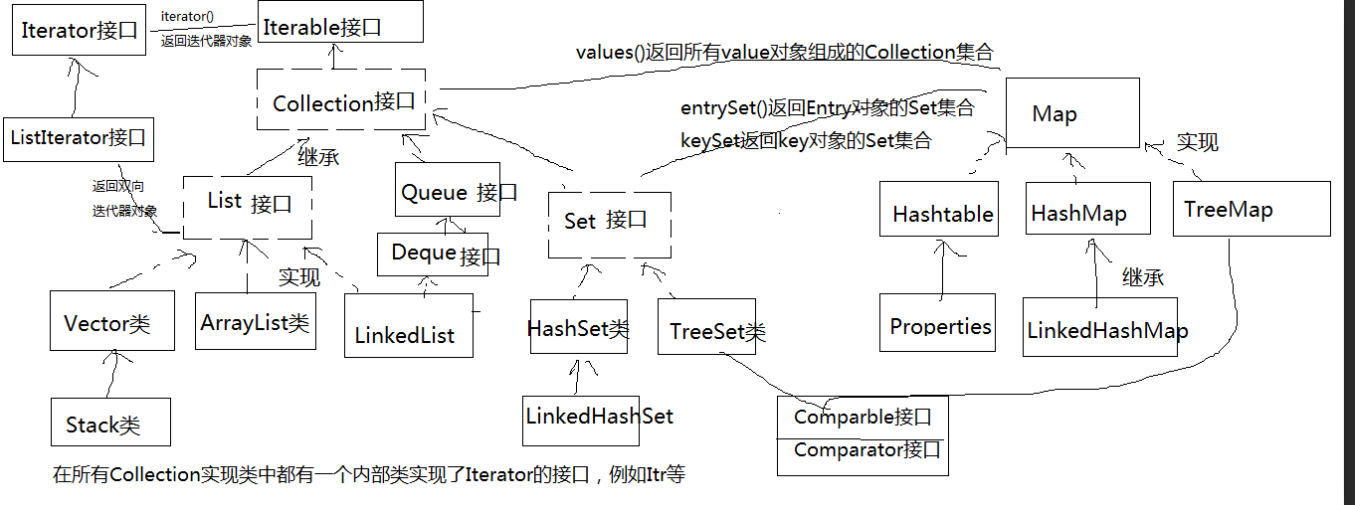 Iterator接口
iterator()
返回迭代器对象
Iterable接口
values()返回所有value对象组成的Collection集合
Collection接口
entrySet()返回Entry对象的Set集合
keySet返回key对象的Set集合
Map
ListIterator接口
继承
实现
返回双向
迭代器对象
List 接口
Queue 接口
Set 接口
Hashtable
HashMap
TreeMap
Deque接口
实现
继承
Vector类
ArrayList类
LinkedList
HashSet类
TreeSet类
Properties
LinkedHashMap
Stack类
LinkedHashSet
Comparble接口
Comparator接口
在所有Collection实现类中都有一个内部类实现了Iterator的接口，例如Itr等